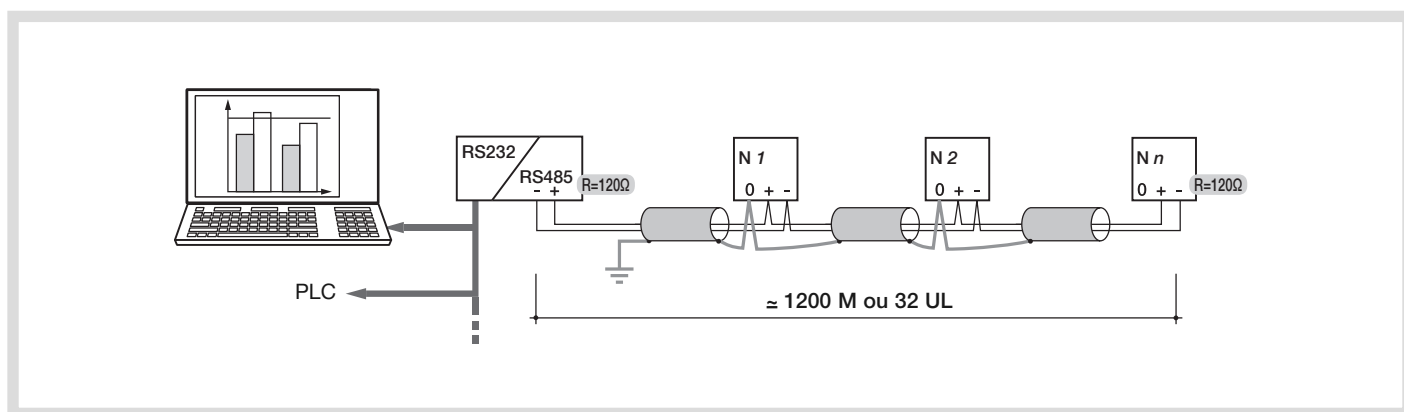 RS232
RS485
- +
R=120Ω
N 1
0 + -
N 2
0 + -
N n
0 + -
R=120Ω
PLC
≃ 1200 M ou 32 UL